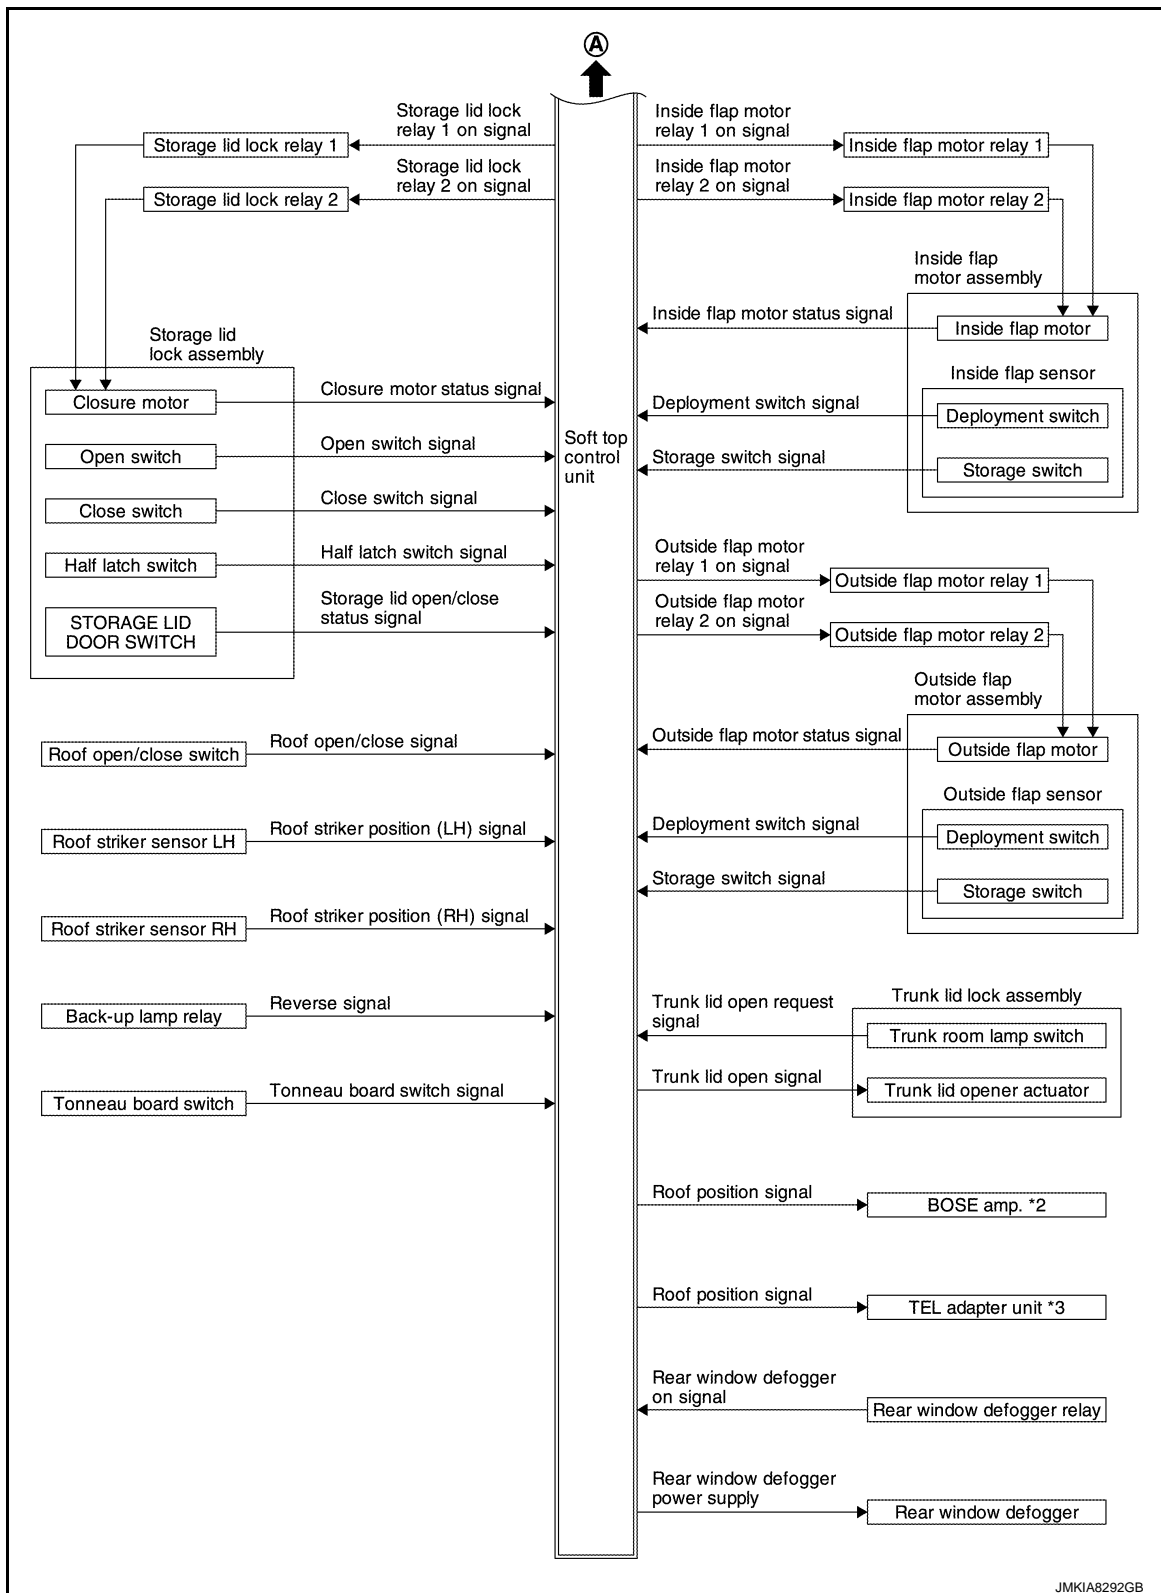 A
Storage lid lock
relay 1 on signal
Storage lid lock relay 1
Storage lid lock
relay 2 on signal
Storage lid lock relay 2
Storage lid
lock assembly
Closure motor
Closure motor status signal
Open switch
Open switch signal
Close switch
Close switch signal
Half latch switch
Half latch switch signal
STORAGE LID
DOOR SWITCH
Storage lid open/close
status signal
Roof open/close switch
Roof open/close signal
Roof striker sensor LH
Roof striker position (LH) signal
Roof striker sensor RH
Roof striker position (RH) signal
Back-up lamp relay
Reverse signal
Tonneau board switch
Tonneau board switch signal
Soft top
control
unit
Inside flap motor
relay 1 on signal
Inside flap motor relay 1
Inside flap motor
relay 2 on signal
Inside flap motor relay 2
Inside flap
motor assembly
Inside flap motor status signal
Inside flap motor
Inside flap sensor
Deployment switch signal
Deployment switch
Storage switch signal
Storage switch
Outside flap motor
relay 1 on signal
Outside flap motor relay 1
Outside flap motor
relay 2 on signal
Outside flap motor relay 2
Outside flap
motor assembly
Outside flap motor status signal
Outside flap motor
Outside flap sensor
Deployment switch signal
Deployment switch
Storage switch signal
Storage switch
Trunk lid open request
signal
Trunk lid lock assembly
Trunk room lamp switch
Trunk lid open signal
Trunk lid opener actuator
Roof position signal
BOSE amp. *2
Roof position signal
TEL adapter unit *3
Rear window defogger
on signal
Rear window defogger relay
Rear window defogger
power supply
Rear window defogger
JMKIA8292GB